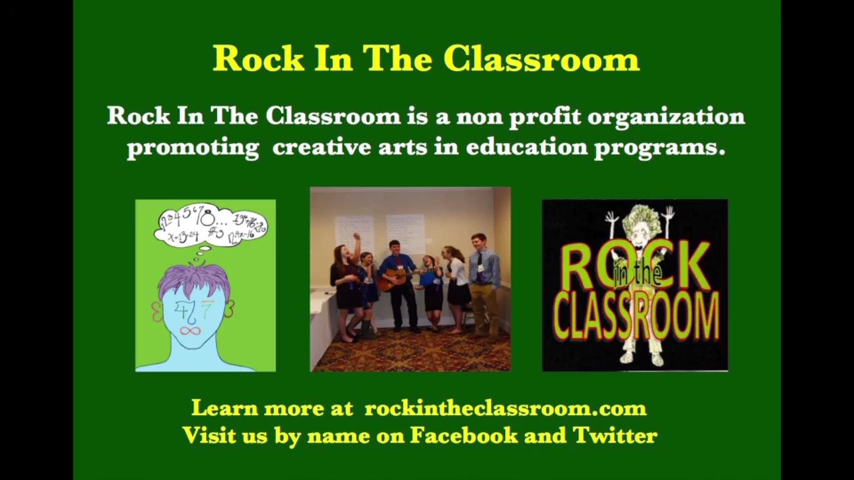 Rock In The Classroom
Rock In The Classroom is a non profit organization
promoting creative arts in education programs.
ROCK
in the
CLASSROOM
Learn more at rockintheclassroom.com
Visit us by name on Facebook and Twitter